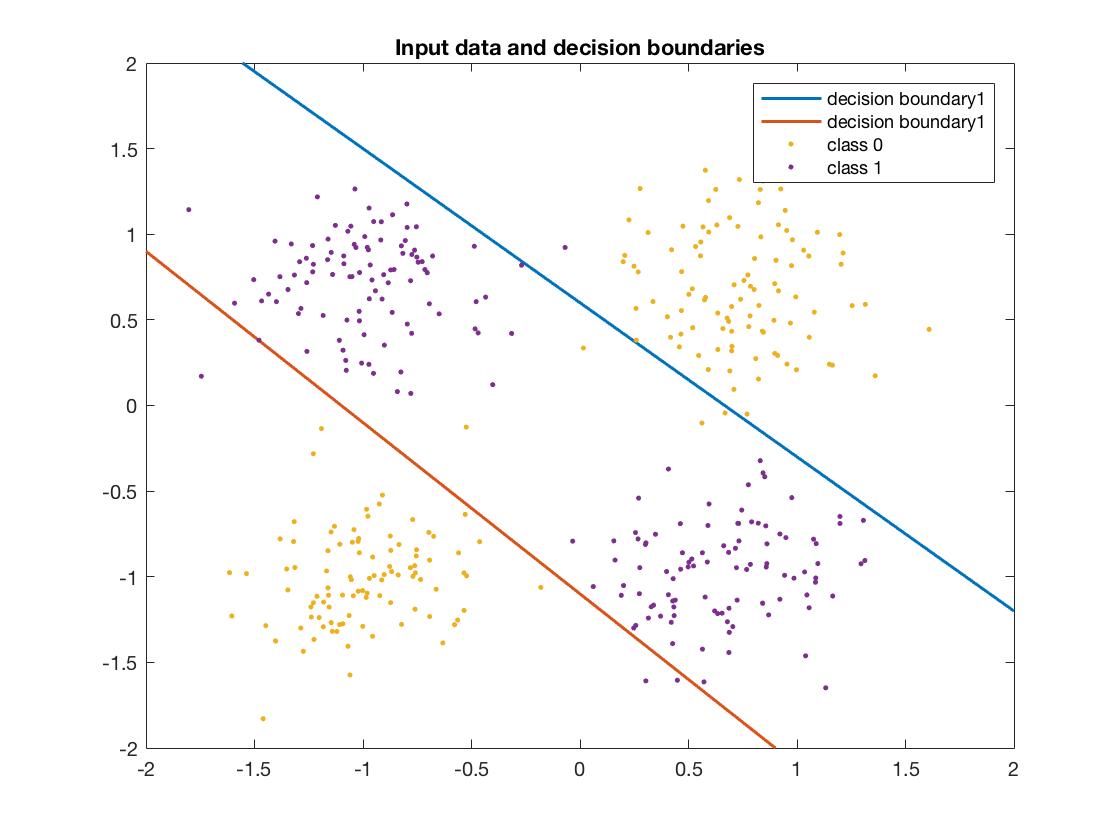 Input data and decision boundaries
decision boundary1
decision boundary1
class 0
class 1
2
1.5
1
0.5
0
-0.5
-1
-1.5
-2
-2 -1.5 -1 -0.5 0 0.5 1 1.5 2